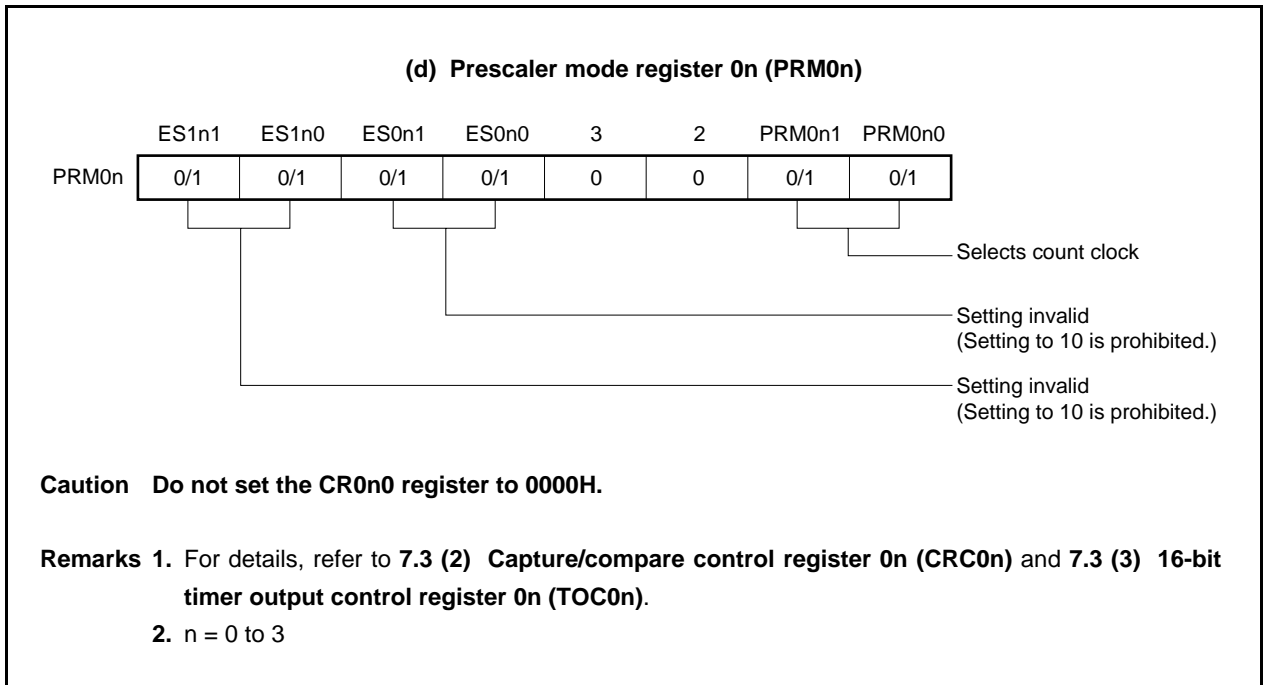 (d) Prescaler mode register 0n (PRM0n)
ES1n1 ES1n0 ES0n1 ES0n0 3 2 PRM0n1 PRM0n0
PRM0n 0/1 0/1 0/1 0/1 0 0 0/1 0/1
Selects count clock
Setting invalid
(Setting to 10 is prohibited.)
Setting invalid
(Setting to 10 is prohibited.)
Caution Do not set the CR0n0 register to 0000H.
Remarks 1. For details, refer to 7.3 (2) Capture/compare control register 0n (CRC0n) and 7.3 (3) 16-bit
timer output control register 0n (TOC0n).
2. n = 0 to 3